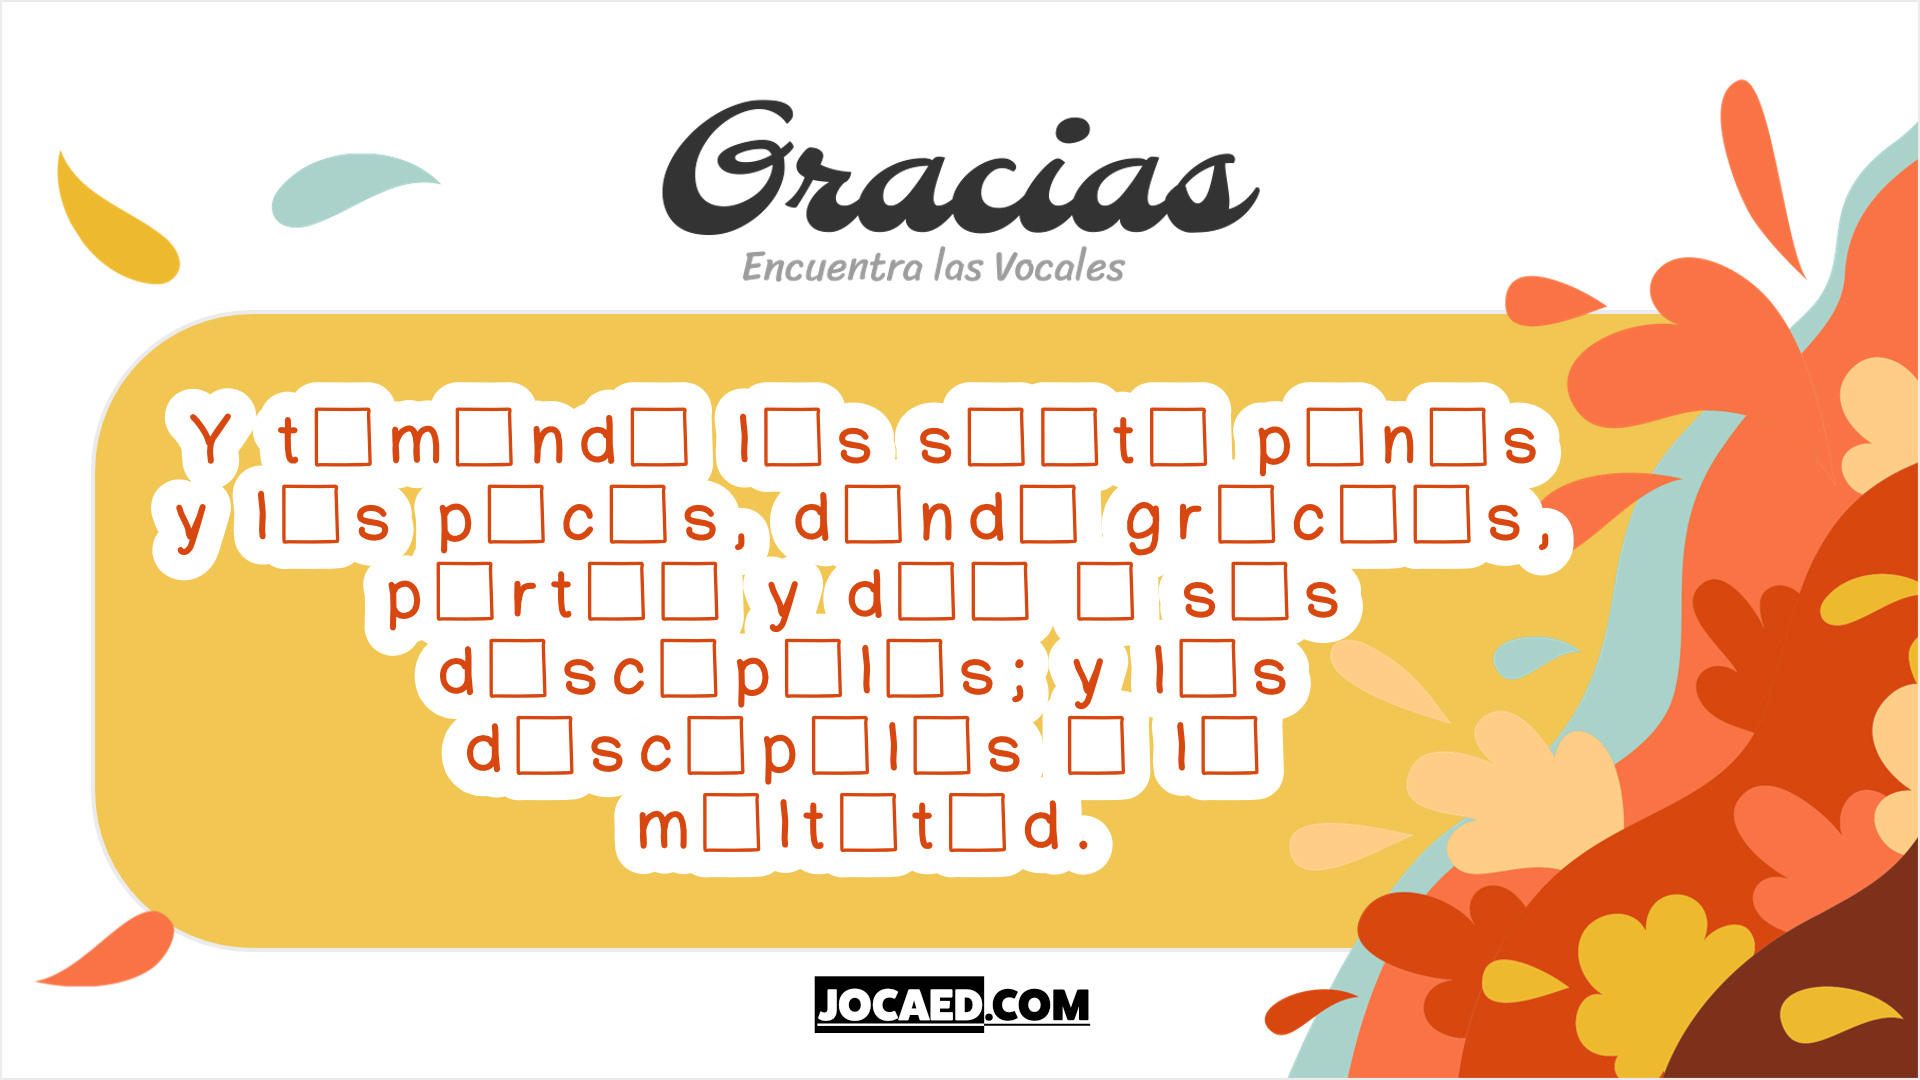 Gracias
Encuentra las Vocales
Y t□m□nd□ l□s s□□t□ p□n□s
y l□s p□c□s, d□nd□ gr□c□□s,
p□rt□□ y d□□ □ s□s
d□sc□p□l□s; y l□s
d□sc□p□l□s □ l□
m□lt□t□d.
JOCAED.COM